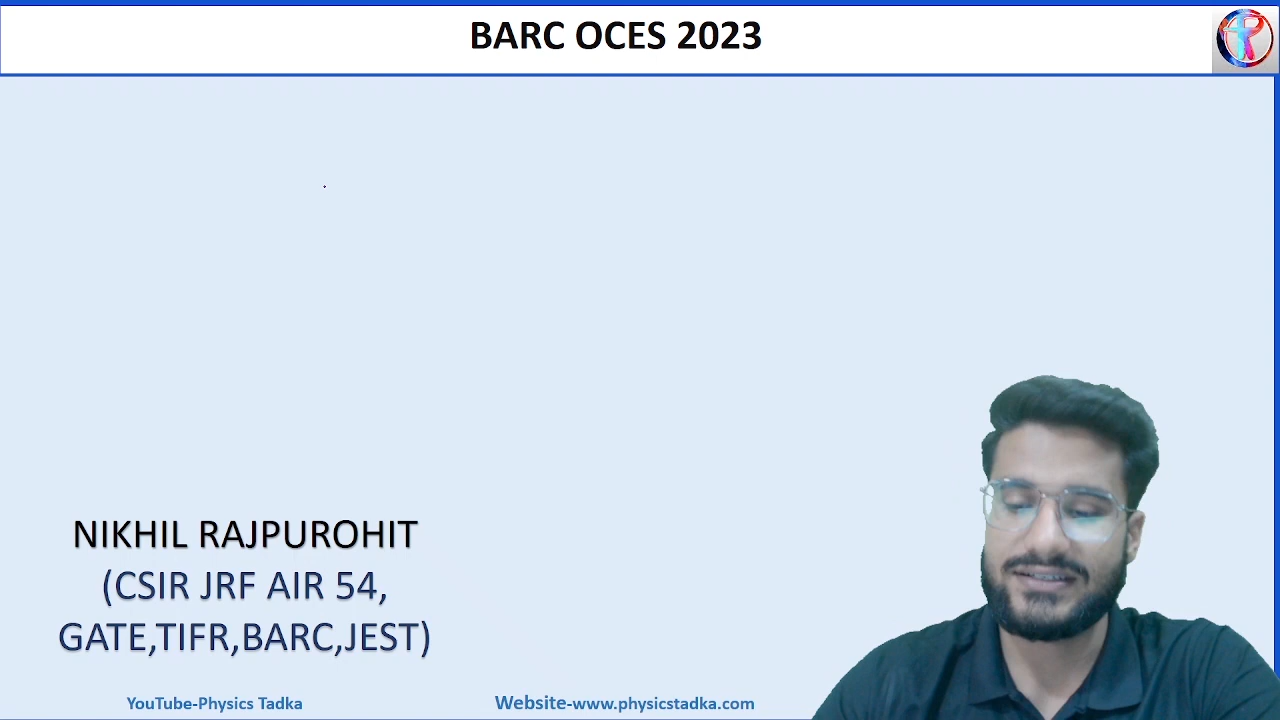 BARC OCES 2023
NIKHIL RAJPUROHIT
(CSIR JRF AIR 54,
GATE,TIFR,BARC,JEST)
YouTube-Physics Tadka
Website-www.physicstadka.com